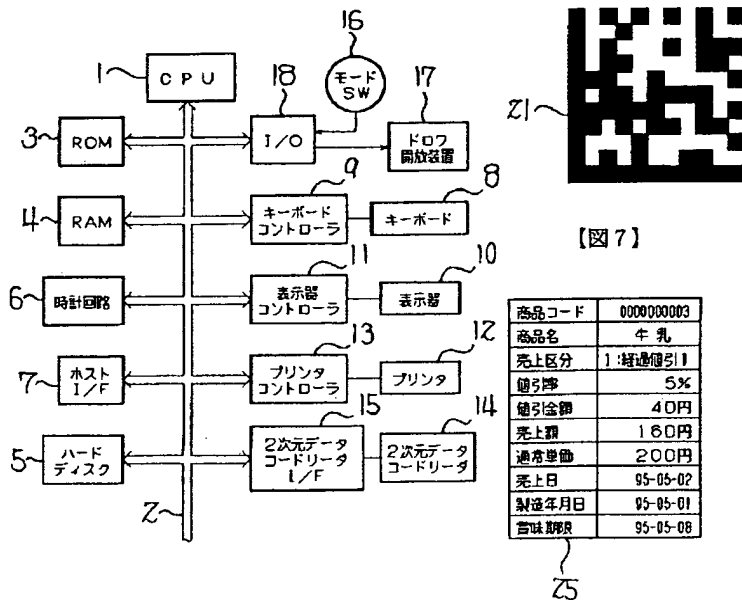 16
モード
SW
1
CPU
18
I/O
17
ドロワ
開放装置
21
3
ROM
9
キーボード
コントローラ
8
キーボード
4
RAM
【図7】
11
表示器
コントローラ
10
表示器
6
時計回路
13
プリンタ
コントローラ
12
プリンタ
7
ホスト
I/F
15
2次元データ
コードリーダ
I/F
14
2次元データ
コードリーダ
5
ハード
ディスク
2
商品コード 0000000003
商品名 牛乳
売上区分 1:経過値引1
値引率 5%
値引金額 40円
売上額 160円
通常単価 200円
売上日 95-05-02
製造年月日 95-05-01
賞味期限 95-05-08
25